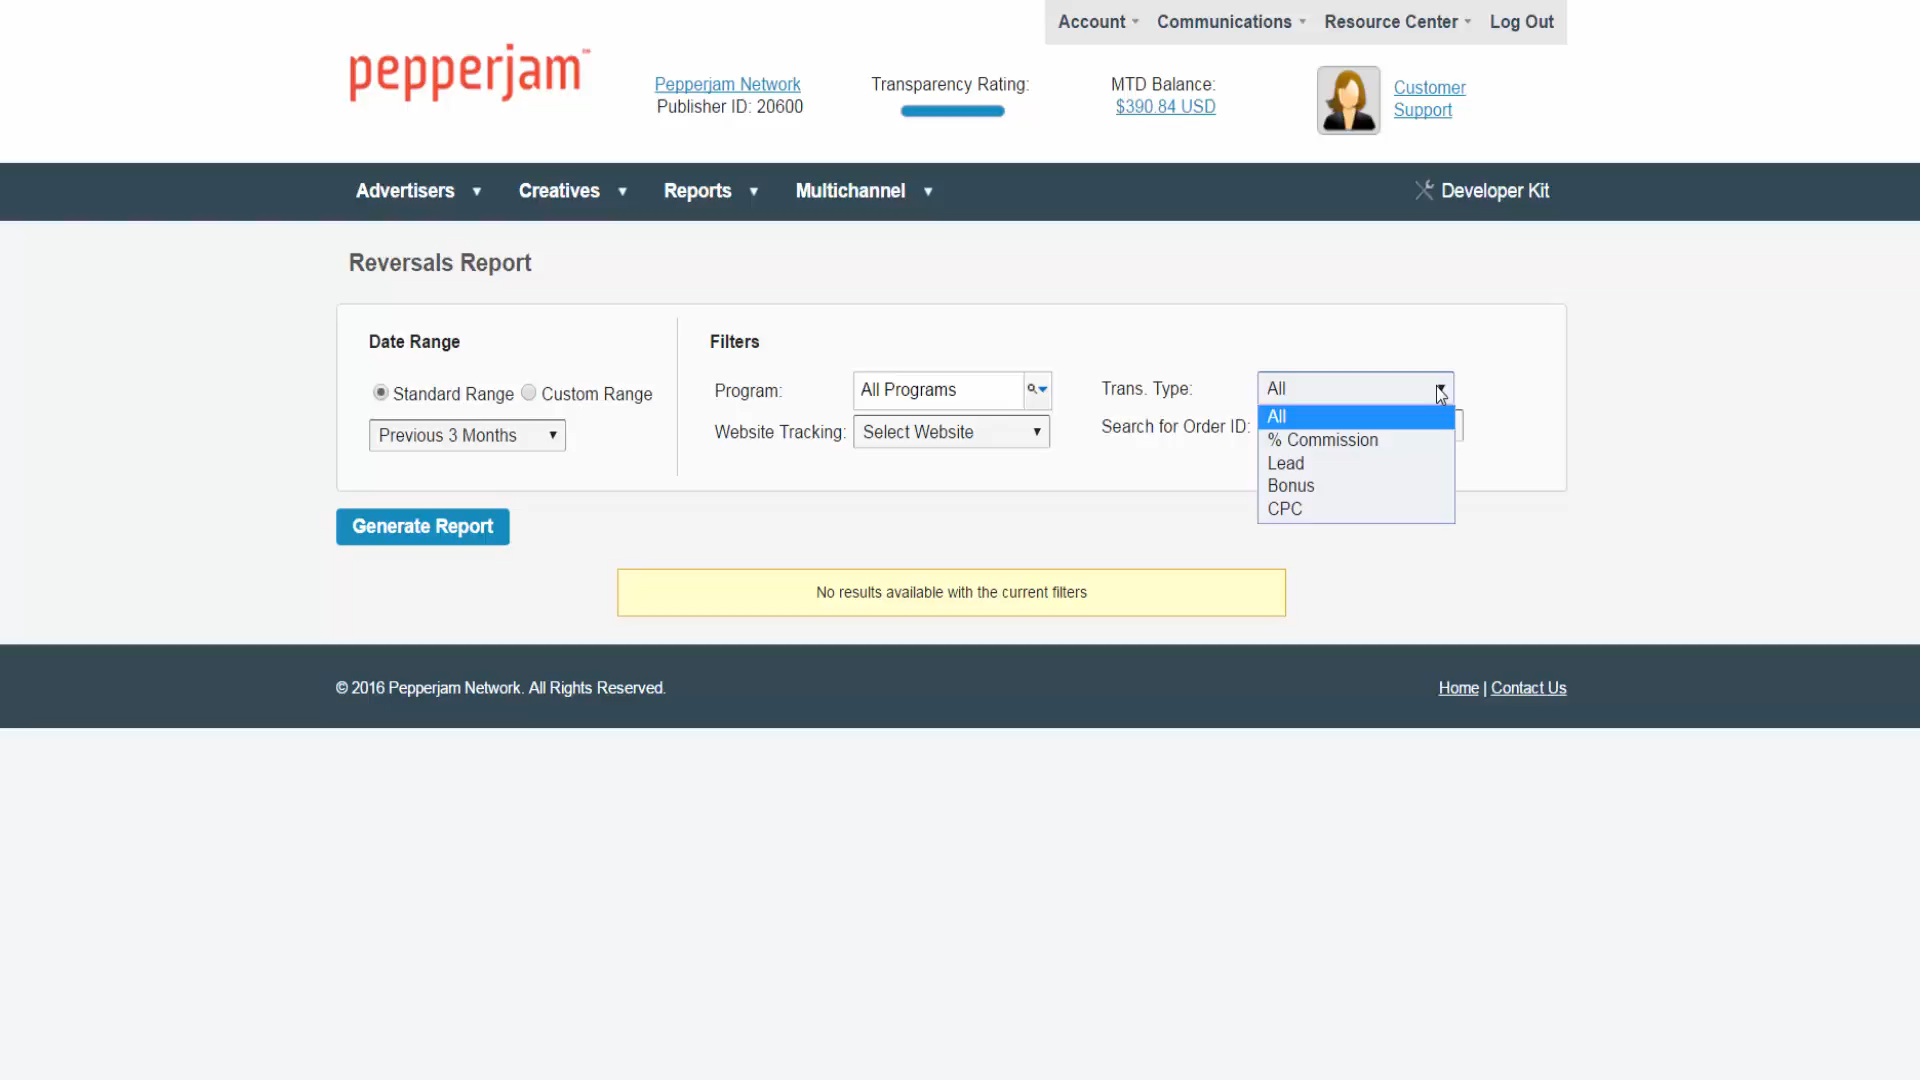 Account Communications Resource Center Log Out
pepperjam
Pepperjam Network
Publisher ID: 20600
Transparency Rating:
MTD Balance:
$390.84 USD
Customer
Support
Advertisers Creatives Reports Multichannel Developer Kit
Reversals Report
Date Range
Standard Range Custom Range
Previous 3 Months
Filters
Program: All Programs
Website Tracking: Select Website
Trans. Type: All
Search for Order ID:
All
% Commission
Lead
Bonus
CPC
Generate Report
No results available with the current filters
© 2016 Pepperjam Network. All Rights Reserved.
Home | Contact Us